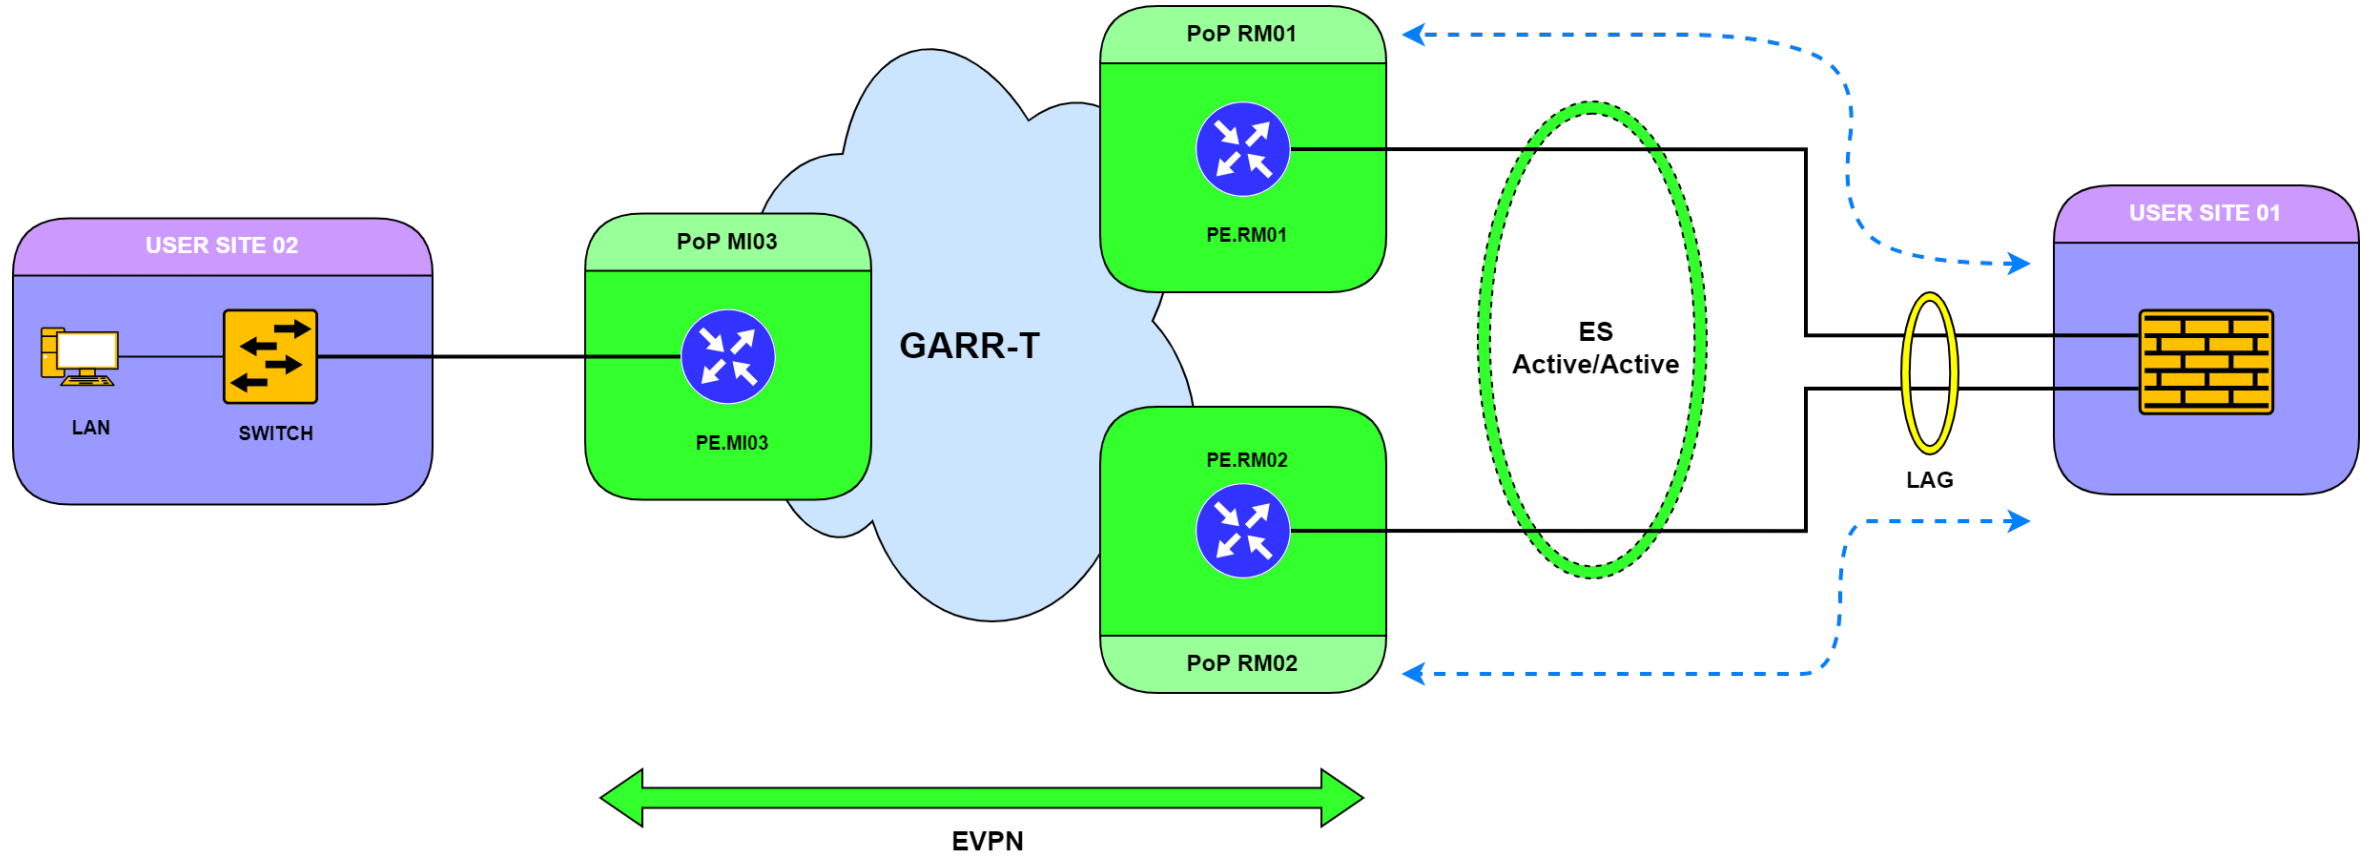 PoP RM01
PE.RM01
USER SITE 02
LAN
SWITCH
PoP MI03
PE.MI03
GARR-T
PE.RM02
PoP RM02
ES
Active/Active
LAG
USER SITE 01
EVPN